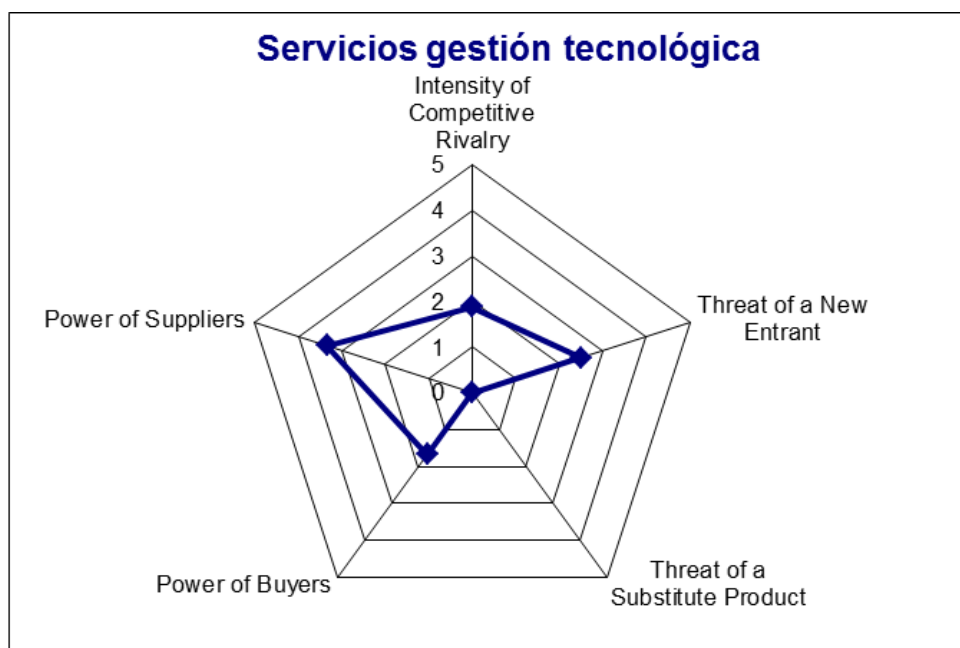 Servicios gestión tecnológica
Intensity of
Competitive
Rivalry
5
4
3
2
1
0
Threat of a New
Entrant
Threat of a
Substitute Product
Power of Buyers
Power of Suppliers